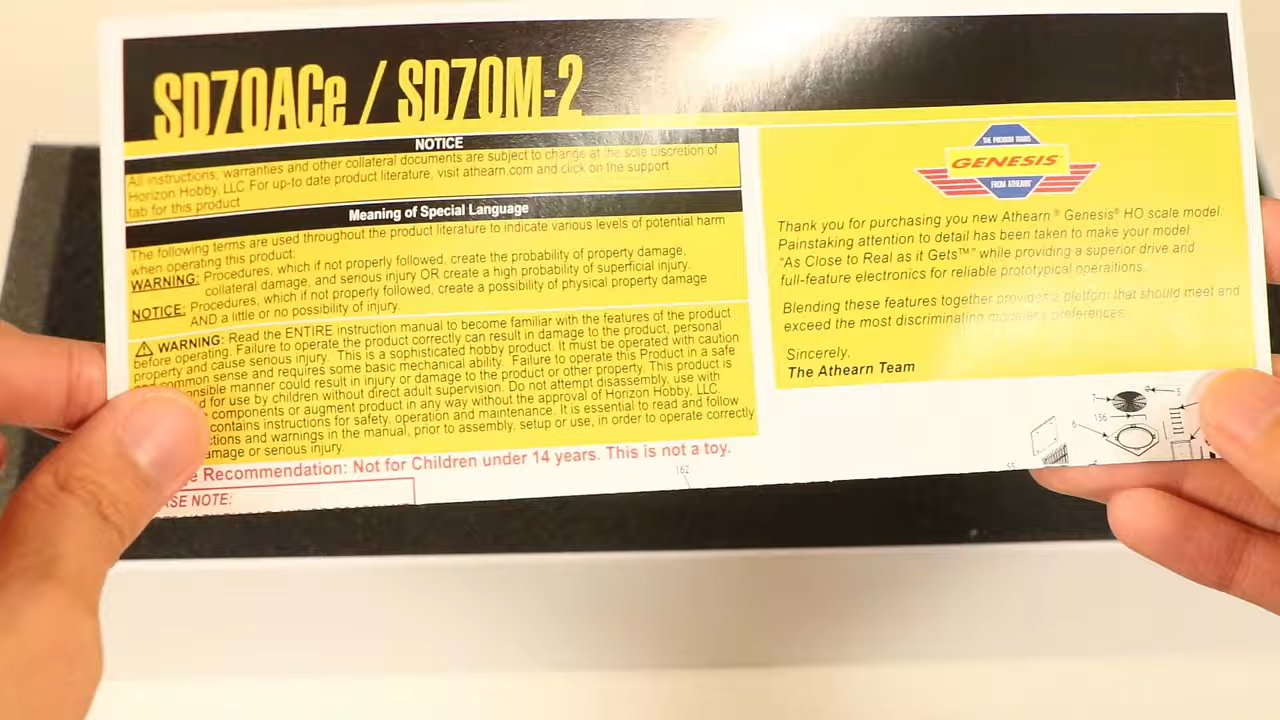 SD70ACe / SD70M-2
NOTICE
All instructions, warranties and other collateral documents are subject to change at the sole discretion of
Horizon Hobby, LLC For up-to date product literature, visit athearn.com and click on the support
tab for this product
Meaning of Special Language
The following terms are used throughout the product literature to indicate various levels of potential harm
when operating this product:
WARNING: Procedures, which if not properly followed, create the probability of property damage,
collateral damage, and serious injury OR create a high probability of superficial injury.
NOTICE: Procedures, which if not properly followed, create a possibility of physical property damage
AND a little or no possibility of injury.
WARNING: Read the ENTIRE instruction manual to become familiar with the features of the product
before operating. Failure to operate the product correctly can result in damage to the product, personal
property and cause serious injury. This is a sophisticated hobby product. It must be operated with caution
common sense and requires some basic mechanical ability. Failure to operate this Product in a safe
onsible manner could result in injury or damage to the product or other property. This product is
d for use by children without direct adult supervision. Do not attempt disassembly, use with
components or augment product in any way without the approval of Horizon Hobby, LLC.
contains instructions for safety, operation and maintenance. It is essential to read and follow
ctions and warnings in the manual, prior to assembly, setup or use, in order to operate correctly
amage or serious injury.
e Recommendation: Not for Children under 14 years. This is not a toy.
ASE NOTE:
162
THE PREMIER TRAINS
GENESIS™
FROM ATHEARN®
Thank you for purchasing you new Athearn® Genesis® HO scale model.
Painstaking attention to detail has been taken to make your model
"As Close to Real as it Gets™" while providing a superior drive and
full-feature electronics for reliable prototypical operaitions.
Blending these features together provides a platfom that should meet and
exceed the most discriminating modeler's preferences.
Sincerely,
The Athearn Team
9
5
7
156
6
55